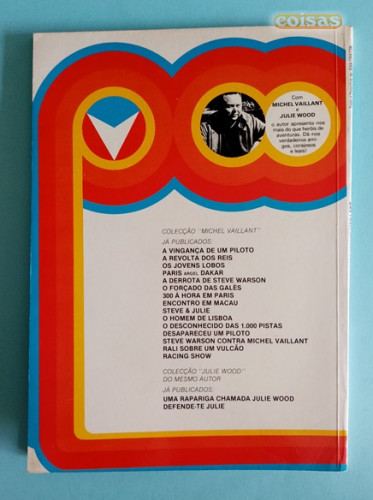 coisas
Com
MICHEL VAILLANT
e
JULIE WOOD
o autor apresenta-nos
mais do que heróis de
aventuras. Dá-nos
verdadeiros ami-
gos, corajosos
e leais!
COLECÇÃO "MICHEL VAILLANT"
JÁ PUBLICADOS:
A VINGANÇA DE UM PILOTO
A REVOLTA DOS REIS
OS JOVENS LOBOS
PARIS ARGEL DAKAR
A DERROTA DE STEVE WARSON
O FORÇADO DAS GALÉS
300 À HORA EM PARIS
ENCONTRO EM MACAU
STEVE & JULIE
O HOMEM DE LISBOA
O DESCONHECIDO DAS 1.000 PISTAS
DESAPARECEU UM PILOTO
STEVE WARSON CONTRA MICHEL VAILLANT
RALI SOBRE UM VULCÃO
RACING SHOW
COLECÇÃO "JULIE WOOD"
DO MESMO AUTOR
JÁ PUBLICADOS:
UMA RAPARIGA CHAMADA JULIE WOOD
DEFENDE-TE JULIE